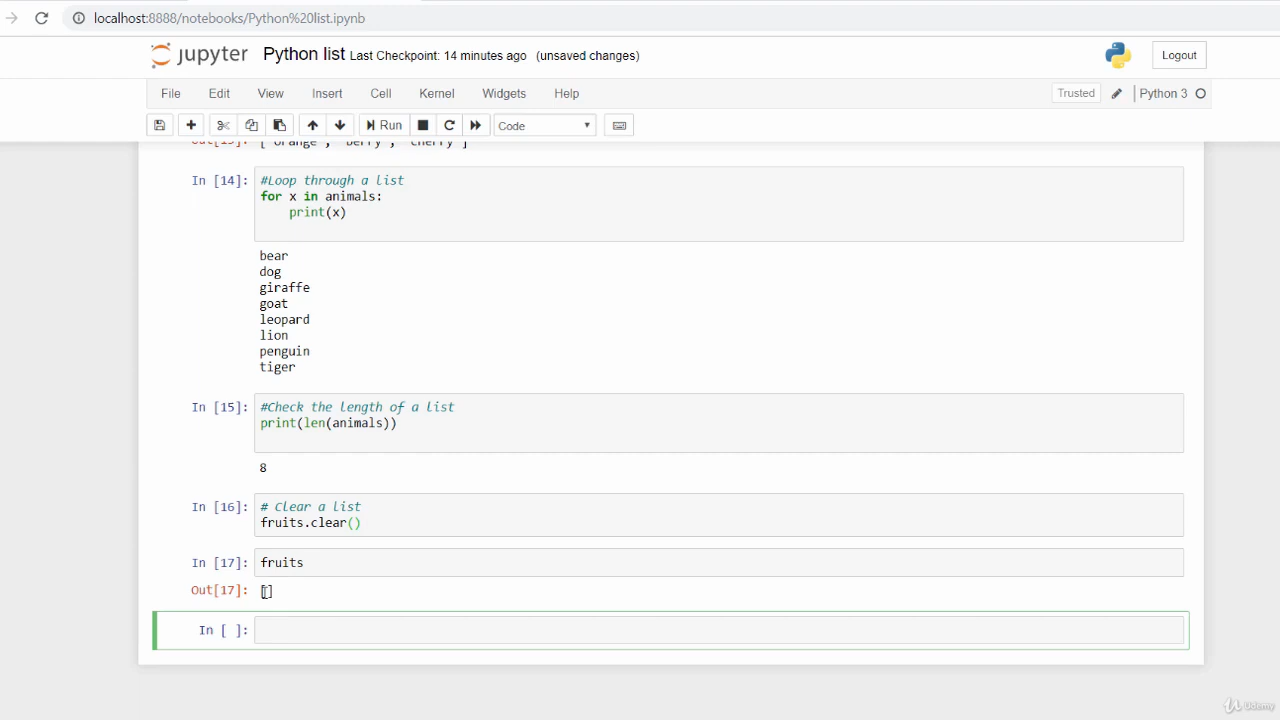 localhost:8888/notebooks/Python%20list.ipynb
jupyter Python list Last Checkpoint: 14 minutes ago (unsaved changes)
Logout
File Edit View Insert Cell Kernel Widgets Help
Trusted Python 3
Run Code
['orange', 'berry', 'cherry']
In [14]: #Loop through a list
for x in animals:
print(x)
bear
dog
giraffe
goat
leopard
lion
penguin
tiger
In [15]: #Check the length of a list
print(len(animals))
8
In [16]: # Clear a list
fruits.clear()
In [17]: fruits
Out[17]: []
In [ ]:
Udemy